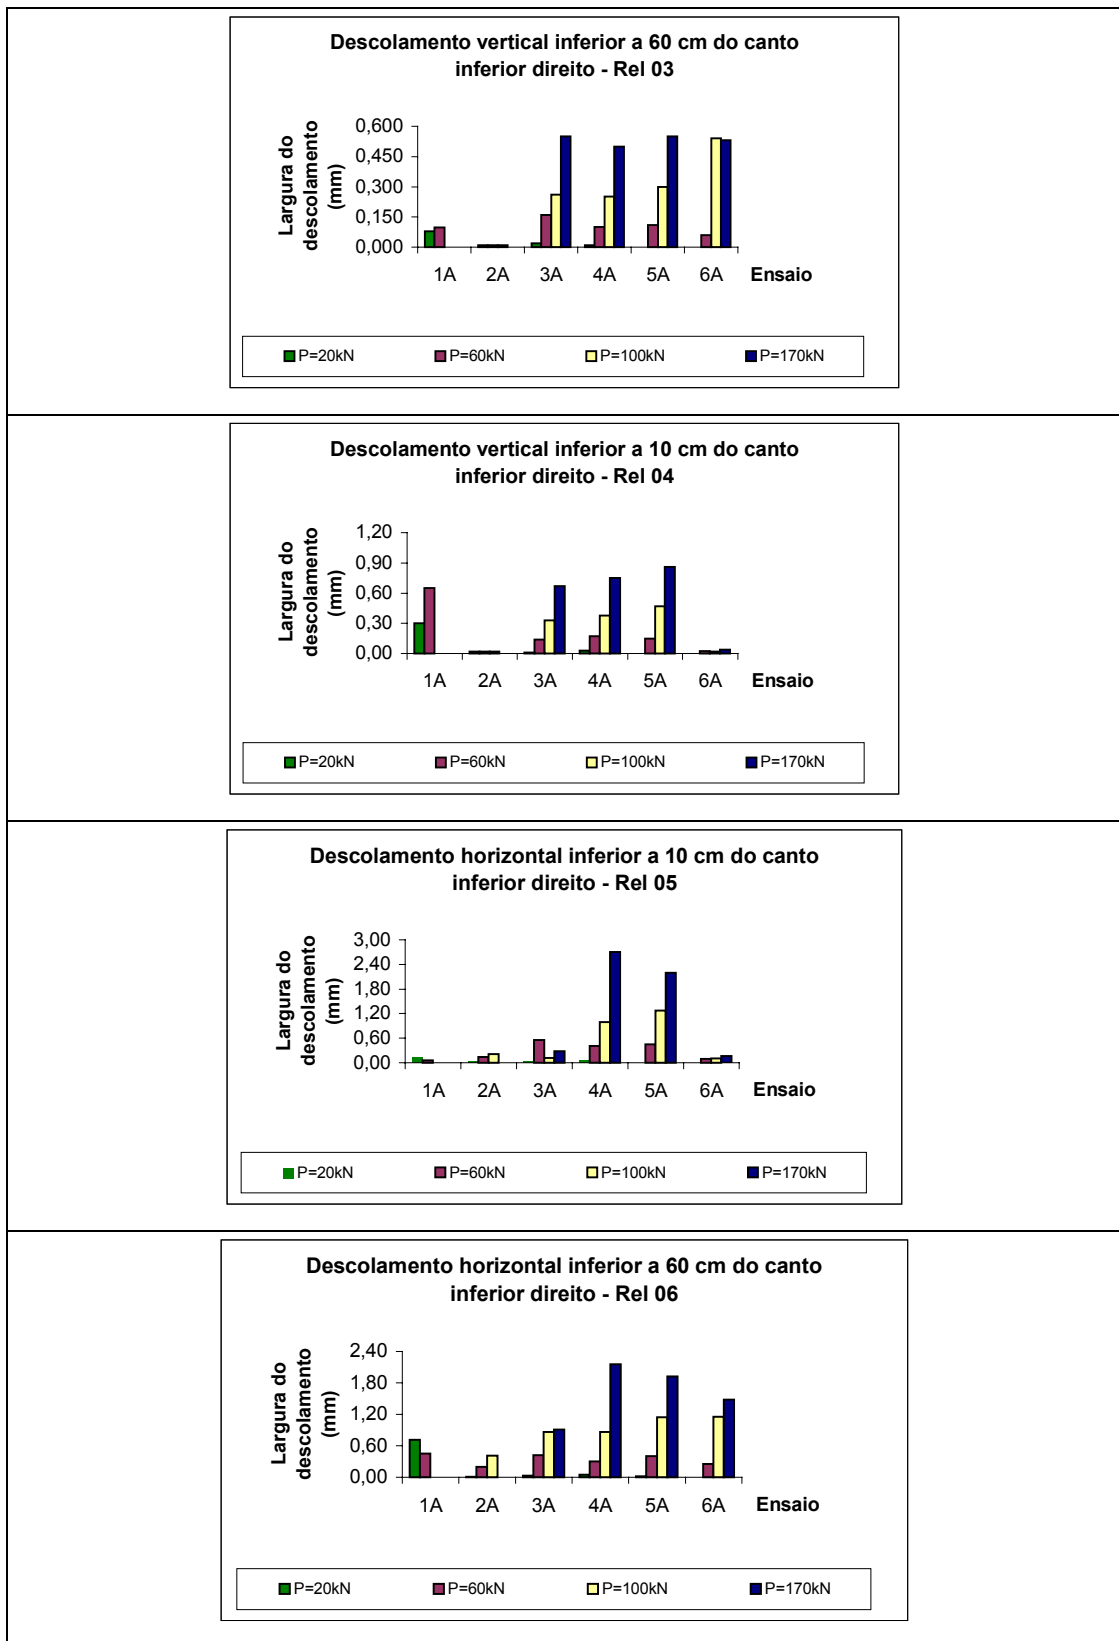 Descolamento vertical inferior a 60 cm do canto
inferior direito - Rel 03
Largura do
descolamento
(mm)
0,600
0,450
0,300
0,150
0,000
1A 2A 3A 4A 5A 6A Ensaio
P=20kN P=60kN P=100kN P=170kN
Descolamento vertical inferior a 10 cm do canto
inferior direito - Rel 04
Largura do
descolamento
(mm)
1,20
0,90
0,60
0,30
0,00
1A 2A 3A 4A 5A 6A Ensaio
P=20kN P=60kN P=100kN P=170kN
Descolamento horizontal inferior a 10 cm do canto
inferior direito - Rel 05
Largura do
descolamento
(mm)
3,00
2,40
1,80
1,20
0,60
0,00
1A 2A 3A 4A 5A 6A Ensaio
P=20kN P=60kN P=100kN P=170kN
Descolamento horizontal inferior a 60 cm do canto
inferior direito - Rel 06
Largura do
descolamento
(mm)
2,40
1,80
1,20
0,60
0,00
1A 2A 3A 4A 5A 6A Ensaio
P=20kN P=60kN P=100kN P=170kN